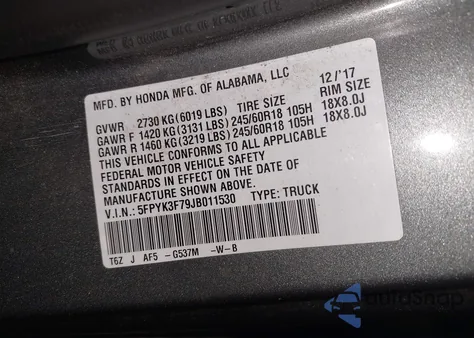 MFD. BY HONDA MFG. OF ALABAMA, LLC 12/'17
GVWR 2730 KG(6019 LBS) TIRE SIZE RIM SIZE
GAWR F 1420 KG(3131 LBS)245/60R18 105H 18X8.0J
GAWR R 1460 KG(3219 LBS)245/60R18 105H 18X8.0J
THIS VEHICLE CONFORMS TO ALL APPLICABLE
FEDERAL MOTOR VEHICLE SAFETY
STANDARDS IN EFFECT ON THE DATE OF
MANUFACTURE SHOWN ABOVE.
V.I.N.: 5FPYK3F79JB011530 TYPE: TRUCK
T6Z J AF5 -G537M -W-B
autosnap